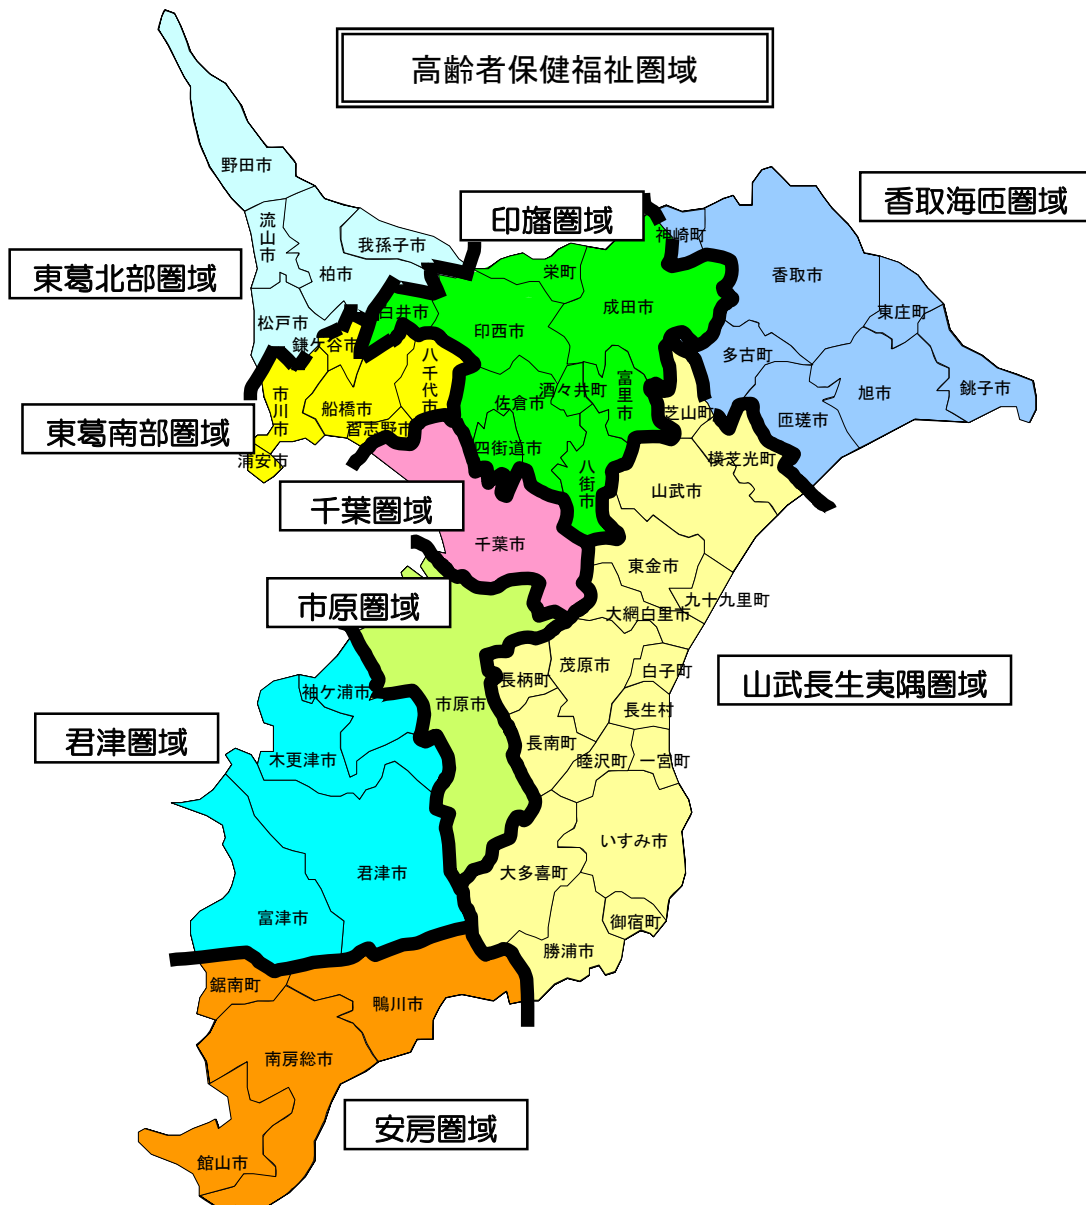 高齢者保健福祉圏域
野田市
流山市
柏市
我孫子市
松戸市
東葛北部圏域
印旛圏域
香取海匝圏域
神崎町
香取市
東庄町
多古町
旭市
銚子市
匝瑳市
栄町
成田市
白井市
印西市
酒々井町
富里市
佐倉市
四街道市
八街市
鎌ケ谷市
市川市
船橋市
八千代市
習志野市
浦安市
東葛南部圏域
千葉圏域
千葉市
芝山町
横芝光町
山武市
東金市
九十九里町
大網白里市
市原圏域
市原市
茂原市
白子町
長柄町
長生村
長南町
睦沢町
一宮町
山武長生夷隅圏域
いすみ市
大多喜町
御宿町
勝浦市
君津圏域
袖ケ浦市
木更津市
君津市
富津市
鋸南町
鴨川市
南房総市
館山市
安房圏域